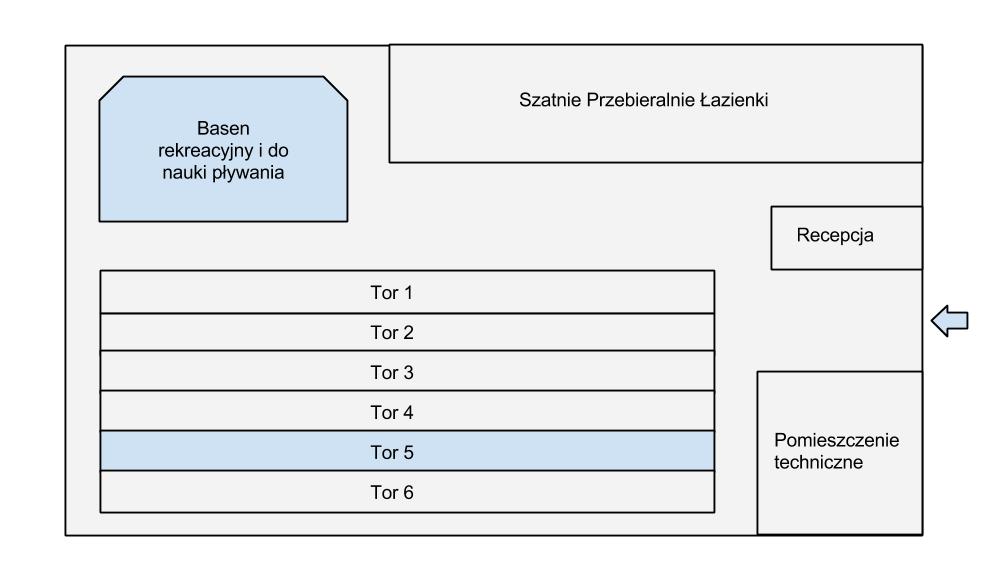 Szatnie Przebieralnie Łazienki
Basen
rekreacyjny i do
nauki pływania
Recepcja
Tor 1
Tor 2
Tor 3
Tor 4
Tor 5
Tor 6
Pomieszczenie
techniczne